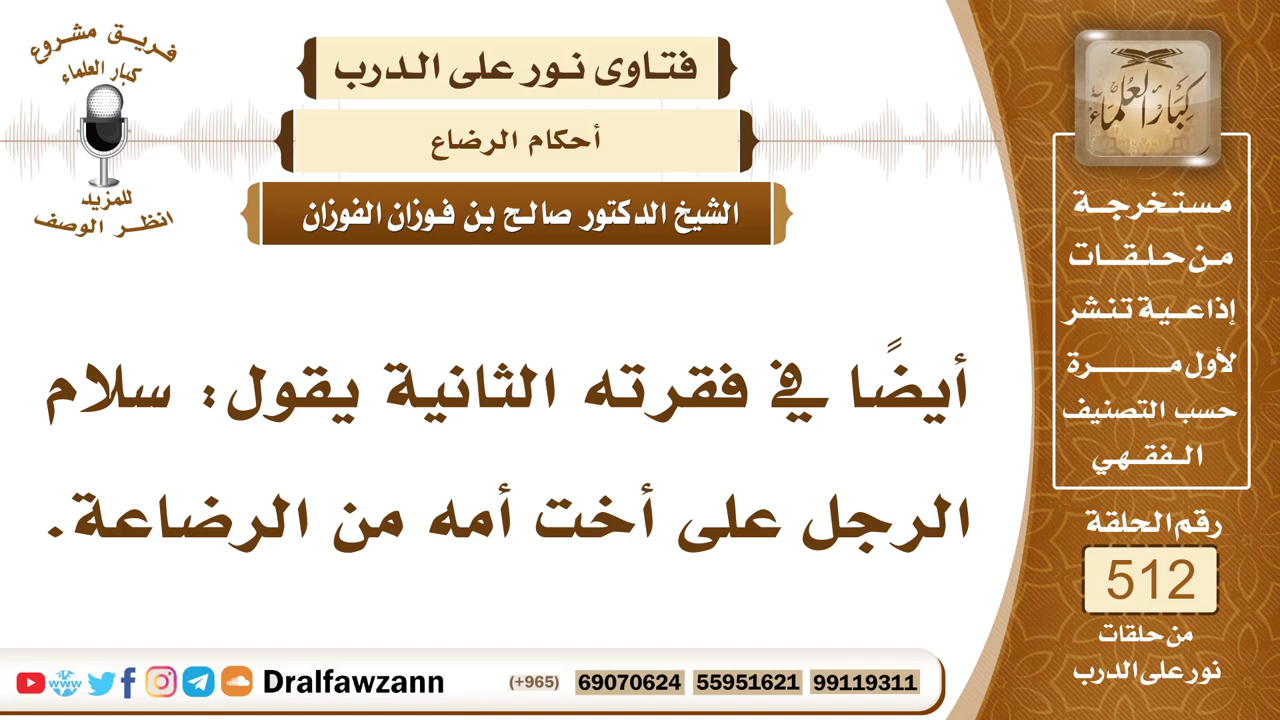 فريق مشروع
كبار العلماء
للمزيد
انظر الوصف
فتاوى نور على الدرب
أحكام الرضاع
الشيخ الدكتور صالح بن فوزان الفوزان
كبار العلماء
مستخرجة
من حلقات
إذاعية تنشر
لأول مرة
حسب التصنيف
الفقهي
رقم الحلقة
512
من حلقات
نور على الدرب
أيضًا في فقرته الثانية يقول: سلام
الرجل على أخت أمه من الرضاعة.
www Dralfawzann (+965) 69070624 55951621 99119311